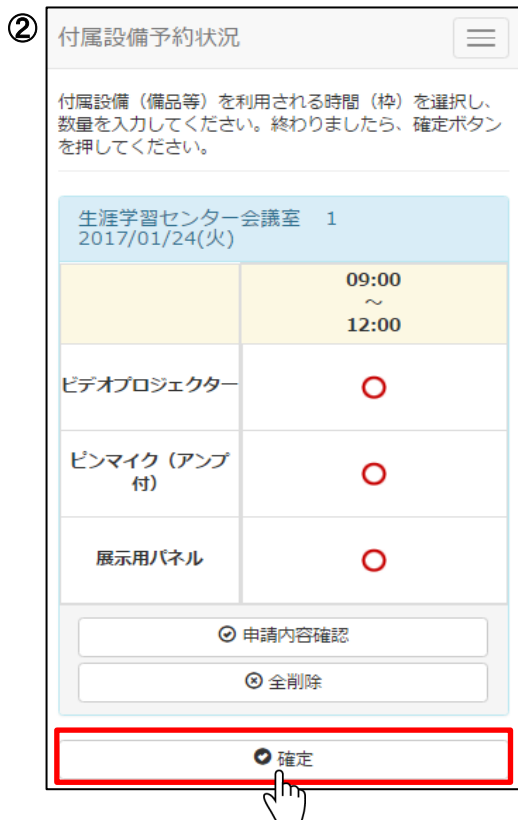 ②
付属設備予約状況
付属設備（備品等）を利用される時間（枠）を選択し、
数量を入力してください。終わりましたら、確定ボタン
を押してください。
生涯学習センター会議室　1
2017/01/24(火)
09:00
～
12:00
ビデオプロジェクター
ピンマイク（アンプ
付）
展示用パネル
申請内容確認
全削除
確定